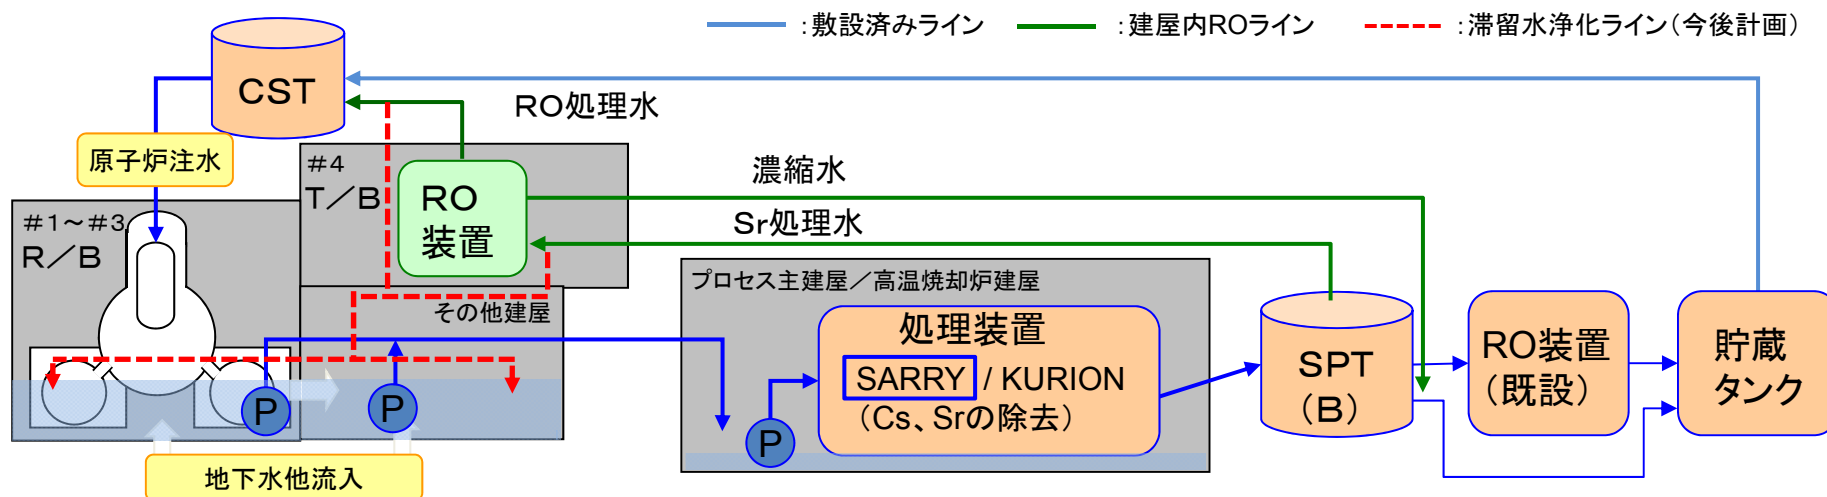 ：敷設済みライン
：建屋内ROライン
：滞留水浄化ライン（今後計画）
CST
RO処理水
原子炉注水
＃4
T／B
RO
装置
濃縮水
Sr処理水
＃1～＃3
R／B
その他建屋
プロセス主建屋／高温焼却炉建屋
処理装置
SARRY / KURION
（Cs、Srの除去）
SPT
（B）
RO装置
（既設）
貯蔵
タンク
P
P
P
地下水他流入